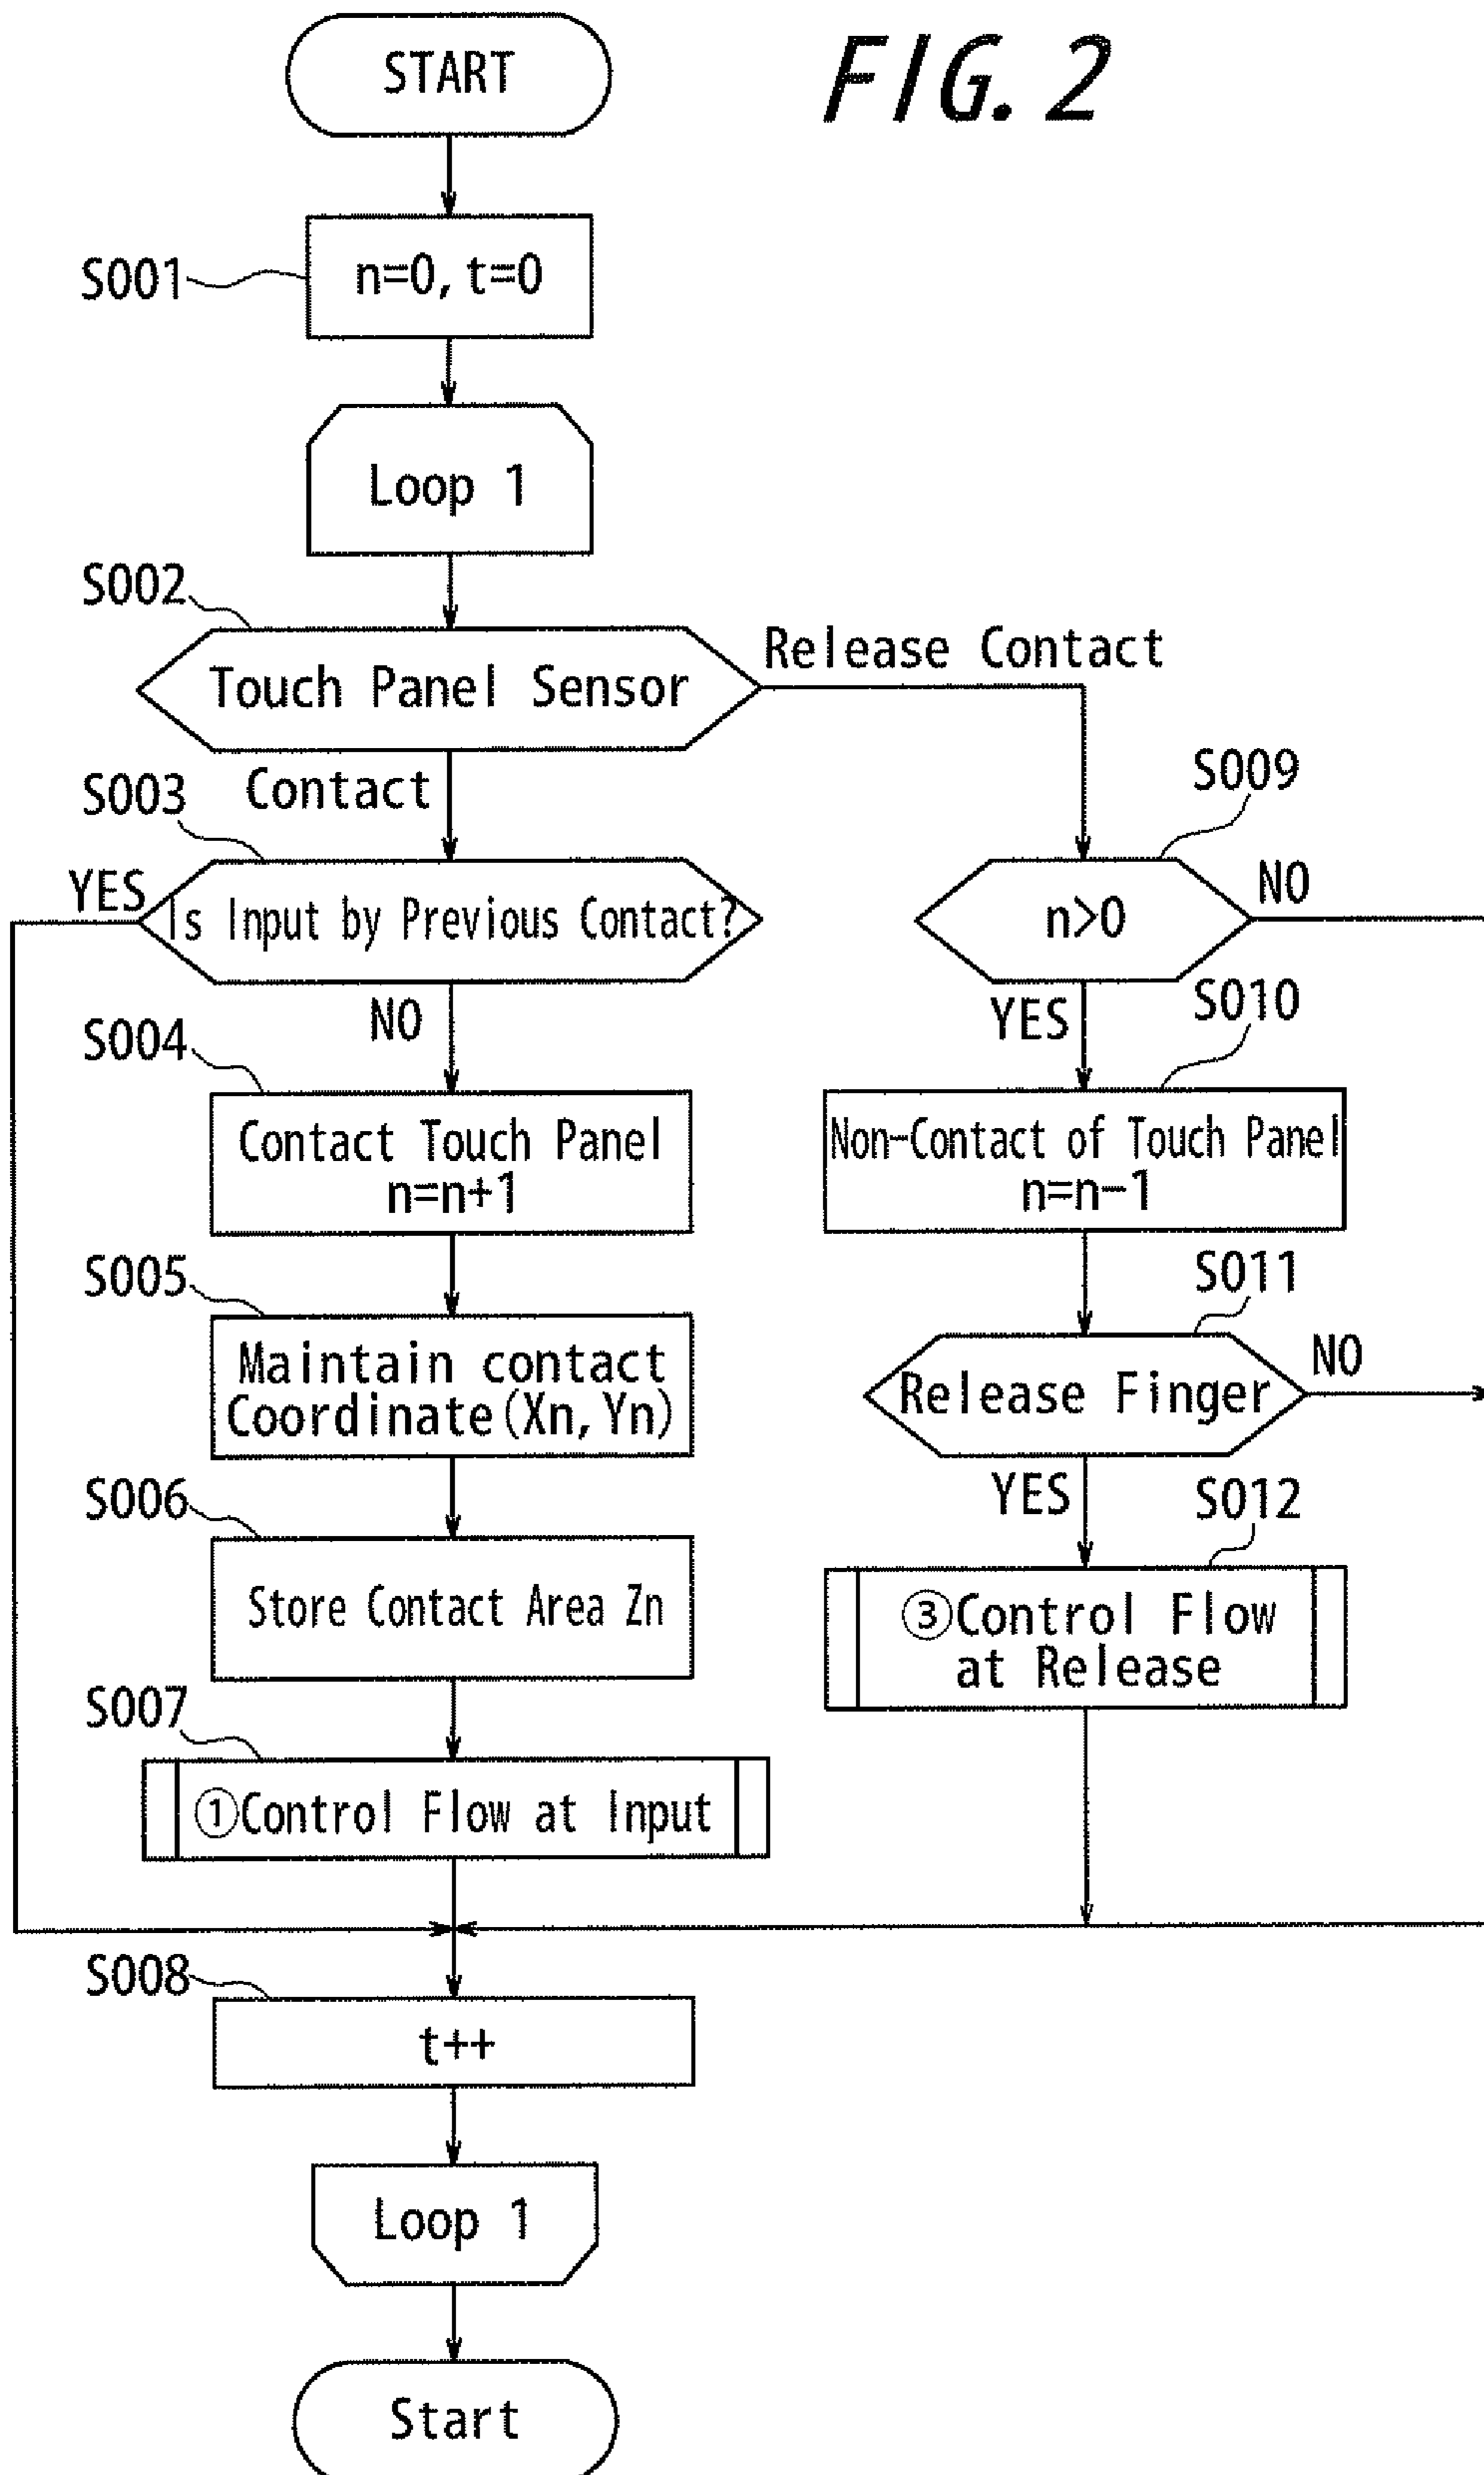 START
FIG. 2
S001
n=0, t=0
Loop 1
S002
Touch Panel Sensor
Release Contact
Contact
S003
YES
Is Input by Previous Contact?
NO
S009
n>0
NO
YES
S004
Contact Touch Panel
n=n+1
S010
Non-Contact of Touch Panel
n=n-1
S005
Maintain contact
Coordinate(Xn, Yn)
S011
Release Finger
NO
YES
S006
Store Contact Area Zn
S012
③Control Flow
at Release
S007
①Control Flow at Input
S008
t++
Loop 1
Start